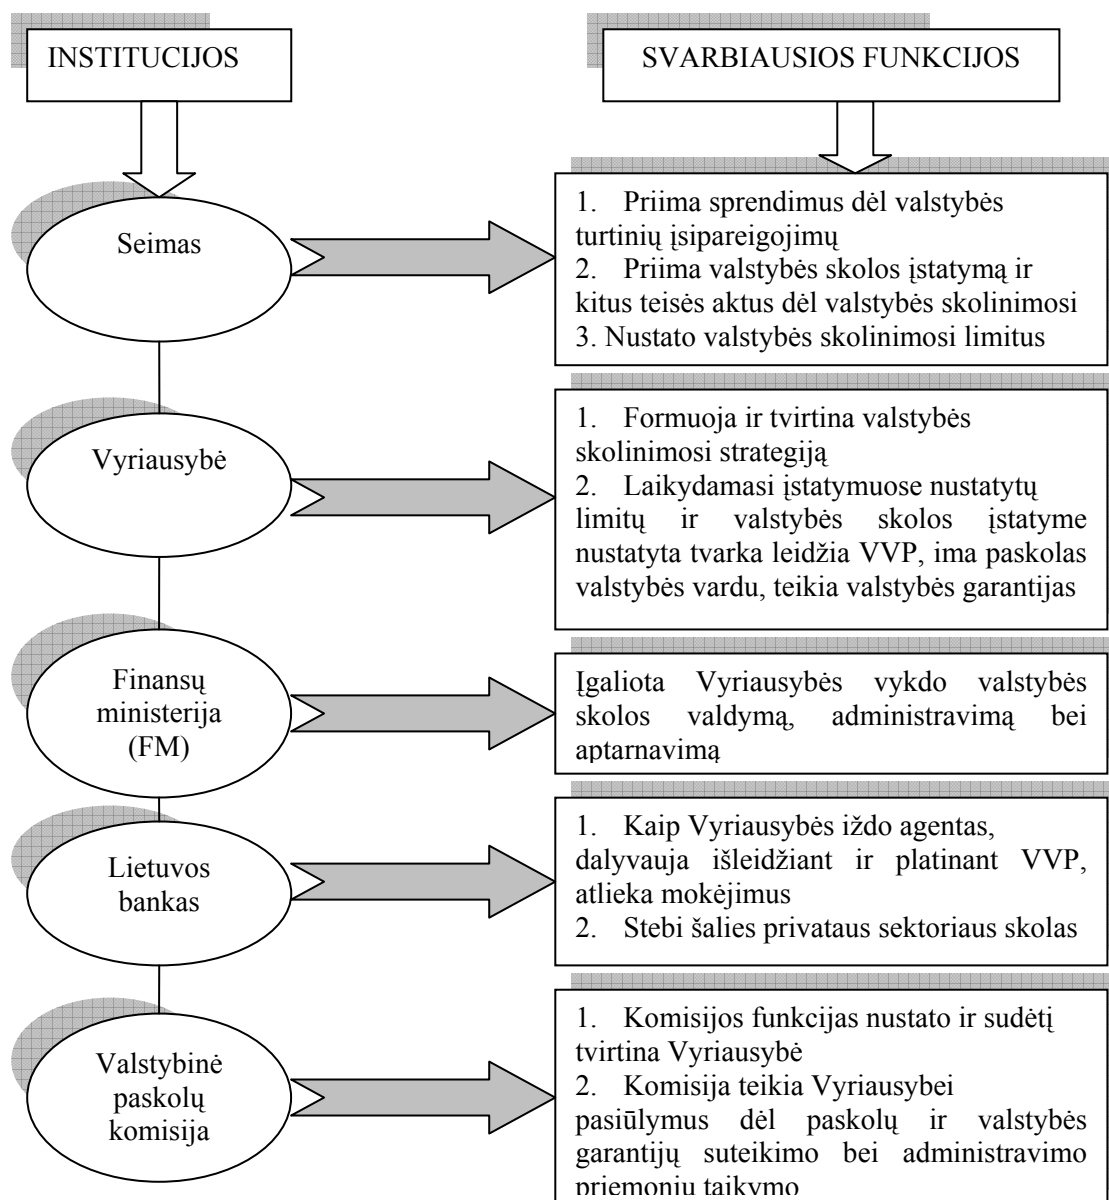 INSTITUCIJOS
SVARBIAUSIOS FUNKCIJOS
Seimas
1. Priima sprendimus dėl valstybės
turtinių įsipareigojimų
2. Priima valstybės skolos įstatymą ir
kitus teisės aktus dėl valstybės skolinimosi
3. Nustato valstybės skolinimosi limitus
Vyriausybė
1. Formuoja ir tvirtina valstybės
skolinimosi strategiją
2. Laikydamasi įstatymuose nustatytų
limitų ir valstybės skolos įstatyme
nustatyta tvarka leidžia VVP, ima paskolas
valstybės vardu, teikia valstybės garantijas
Finansų
ministerija
(FM)
Įgaliota Vyriausybės vykdo valstybės
skolos valdymą, administravimą bei
aptarnavimą
Lietuvos
bankas
1. Kaip Vyriausybės iždo agentas,
dalyvauja išleidžiant ir platinant VVP,
atlieka mokėjimus
2. Stebi šalies privataus sektoriaus skolas
Valstybinė
paskolų
komisija
1. Komisijos funkcijas nustato ir sudėtį
tvirtina Vyriausybė
2. Komisija teikia Vyriausybei
pasiūlymus dėl paskolų ir valstybės
garantijų suteikimo bei administravimo
priemonių taikymo